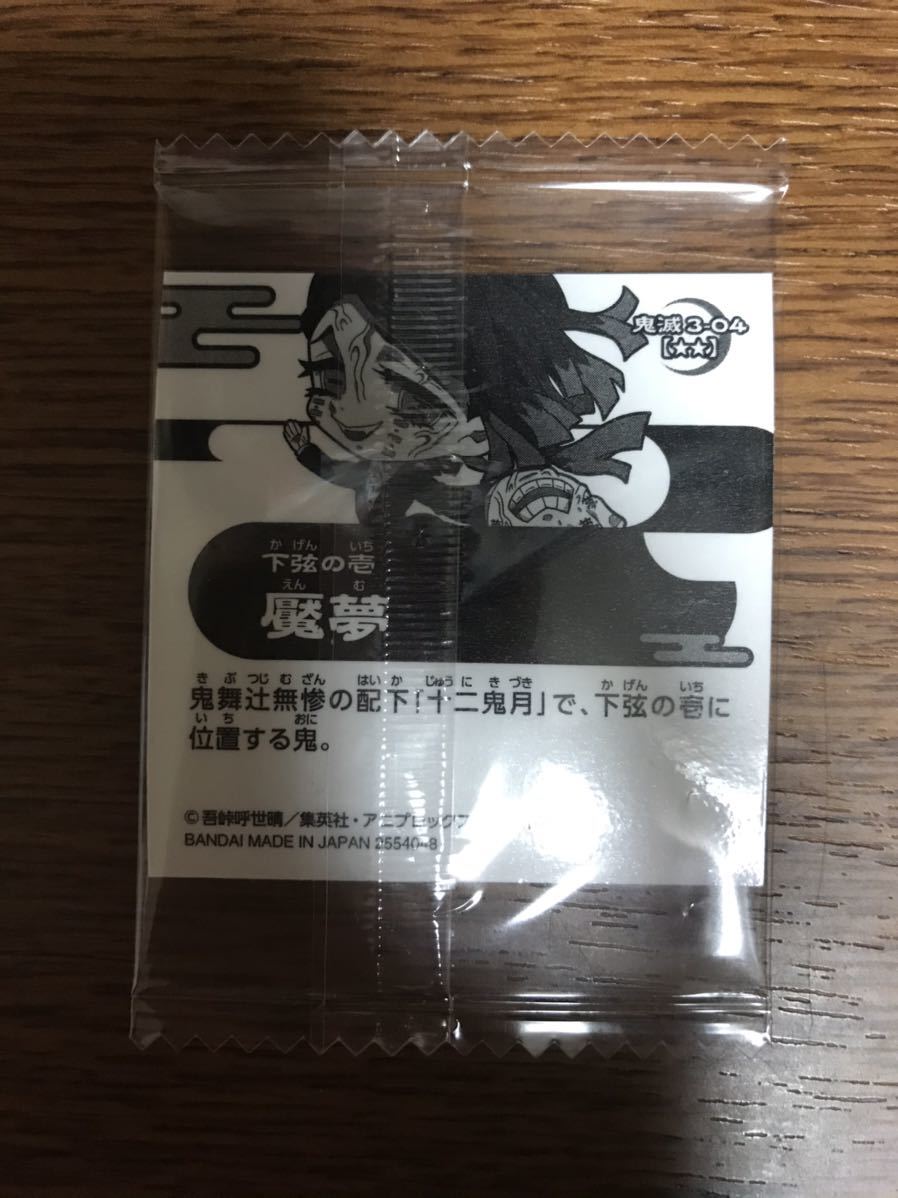 鬼滅3-04
[★★]
かげん いち
下弦の壱
えん む
魘夢
きぶつじむざん はいか じゅうにきづき かげん いち
鬼舞辻無惨の配下「十二鬼月」で、下弦の壱に
いち おに
位置する鬼。
©吾峠呼世晴／集英社・アニプレックス
BANDAI MADE IN JAPAN 2554048